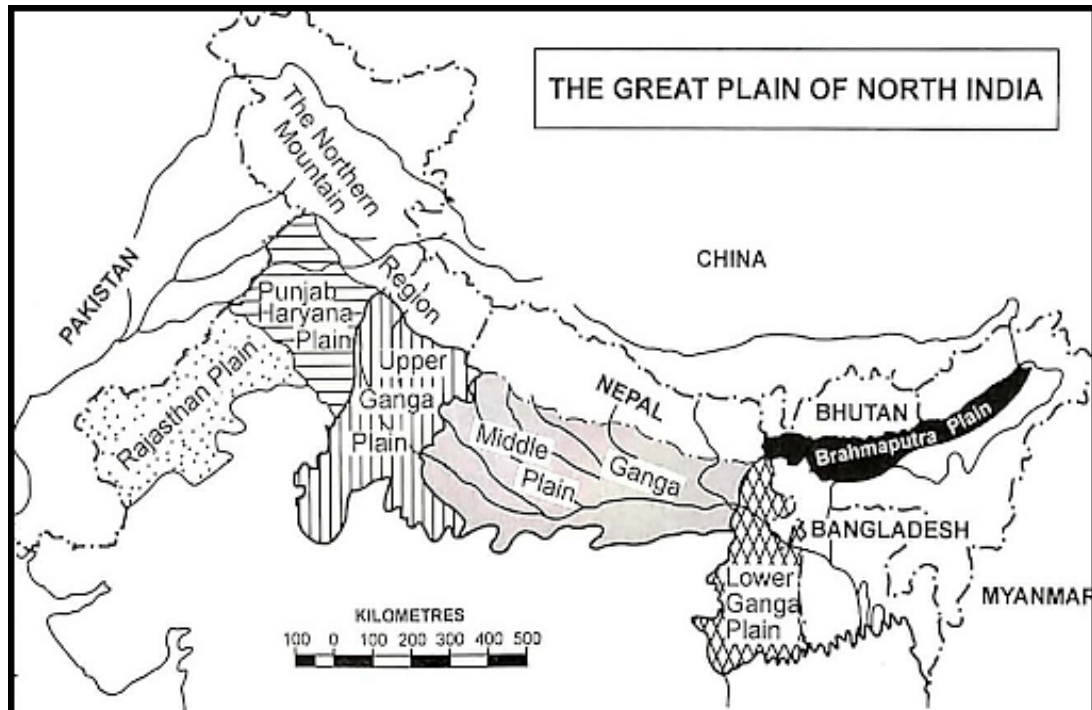 THE GREAT PLAIN OF NORTH INDIA
The Northern
Mountain
Region
PAKISTAN
CHINA
Punjab
Haryana
Plain
Rajasthan Plain
Upper
Ganga
Plain
NEPAL
Middle
Ganga
Plain
BHUTAN
Brahmaputra Plain
BANGLADESH
Lower
Ganga
Plain
MYANMAR
KILOMETRES
100 0 100 200 300 400 500